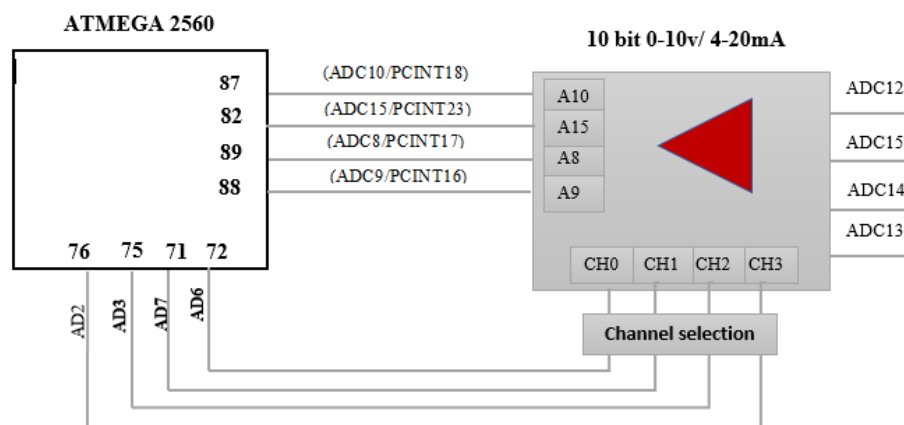 ATMEGA 2560
10 bit 0-10v/ 4-20mA
87
(ADC10/PCINT18)
A10
ADC12
82
(ADC15/PCINT23)
A15
ADC15
89
(ADC8/PCINT17)
A8
88
(ADC9/PCINT16)
A9
ADC14
ADC13
76 75 71 72
CH0 CH1 CH2 CH3
AD2
AD3
AD7
AD6
Channel selection